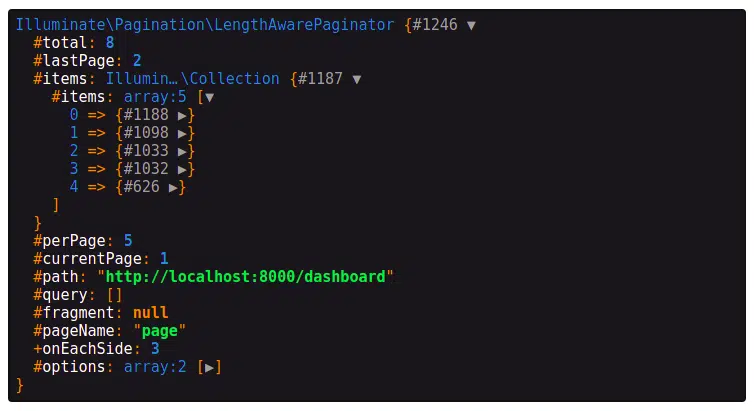 Illuminate\Pagination\LengthAwarePaginator {#1246 ▼
  #total: 8
  #lastPage: 2
  #items: Illumin…\Collection {#1187 ▼
    #items: array:5 [▼
      0 => {#1188 ▶}
      1 => {#1098 ▶}
      2 => {#1033 ▶}
      3 => {#1032 ▶}
      4 => {#626 ▶}
    ]
  }
  #perPage: 5
  #currentPage: 1
  #path: "http://localhost:8000/dashboard"
  #query: []
  #fragment: null
  #pageName: "page"
  +onEachSide: 3
  #options: array:2 [▶]
}